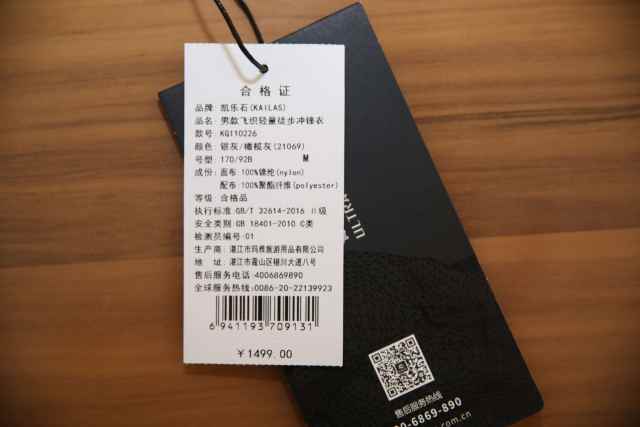 合格证
品牌: 凯乐石(KAILAS)
品名: 男款飞织轻量徒步冲锋衣
款号: KG110226
颜色: 银灰/橄榄灰(21069)
号型: 170/92B M
成份: 面布:100%锦纶(nylon)
配布:100%聚酯纤维(polyester)
等级: 合格品
执行标准:GB/T 32614-2016 II级
安全类别:GB 18401-2010 C类
检测员编号:01
生产商: 湛江市玛雅旅游用品有限公司
地 址: 湛江市霞山区银川大道八号
售后服务电话:4006869890
全球服务热线:0086-20-22139923
6 941193 709131
￥1499.00
ULTR
售后服务热线
00-6869-890
.com.cn